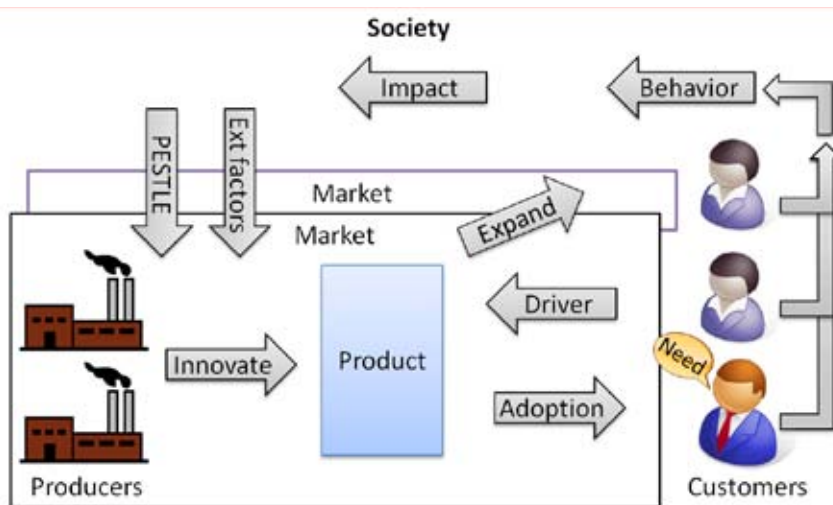 Society
Impact
Behavior
PESTLE
Ext factors
Market
Market
Expand
Driver
Innovate
Product
Need
Adoption
Producers
Customers